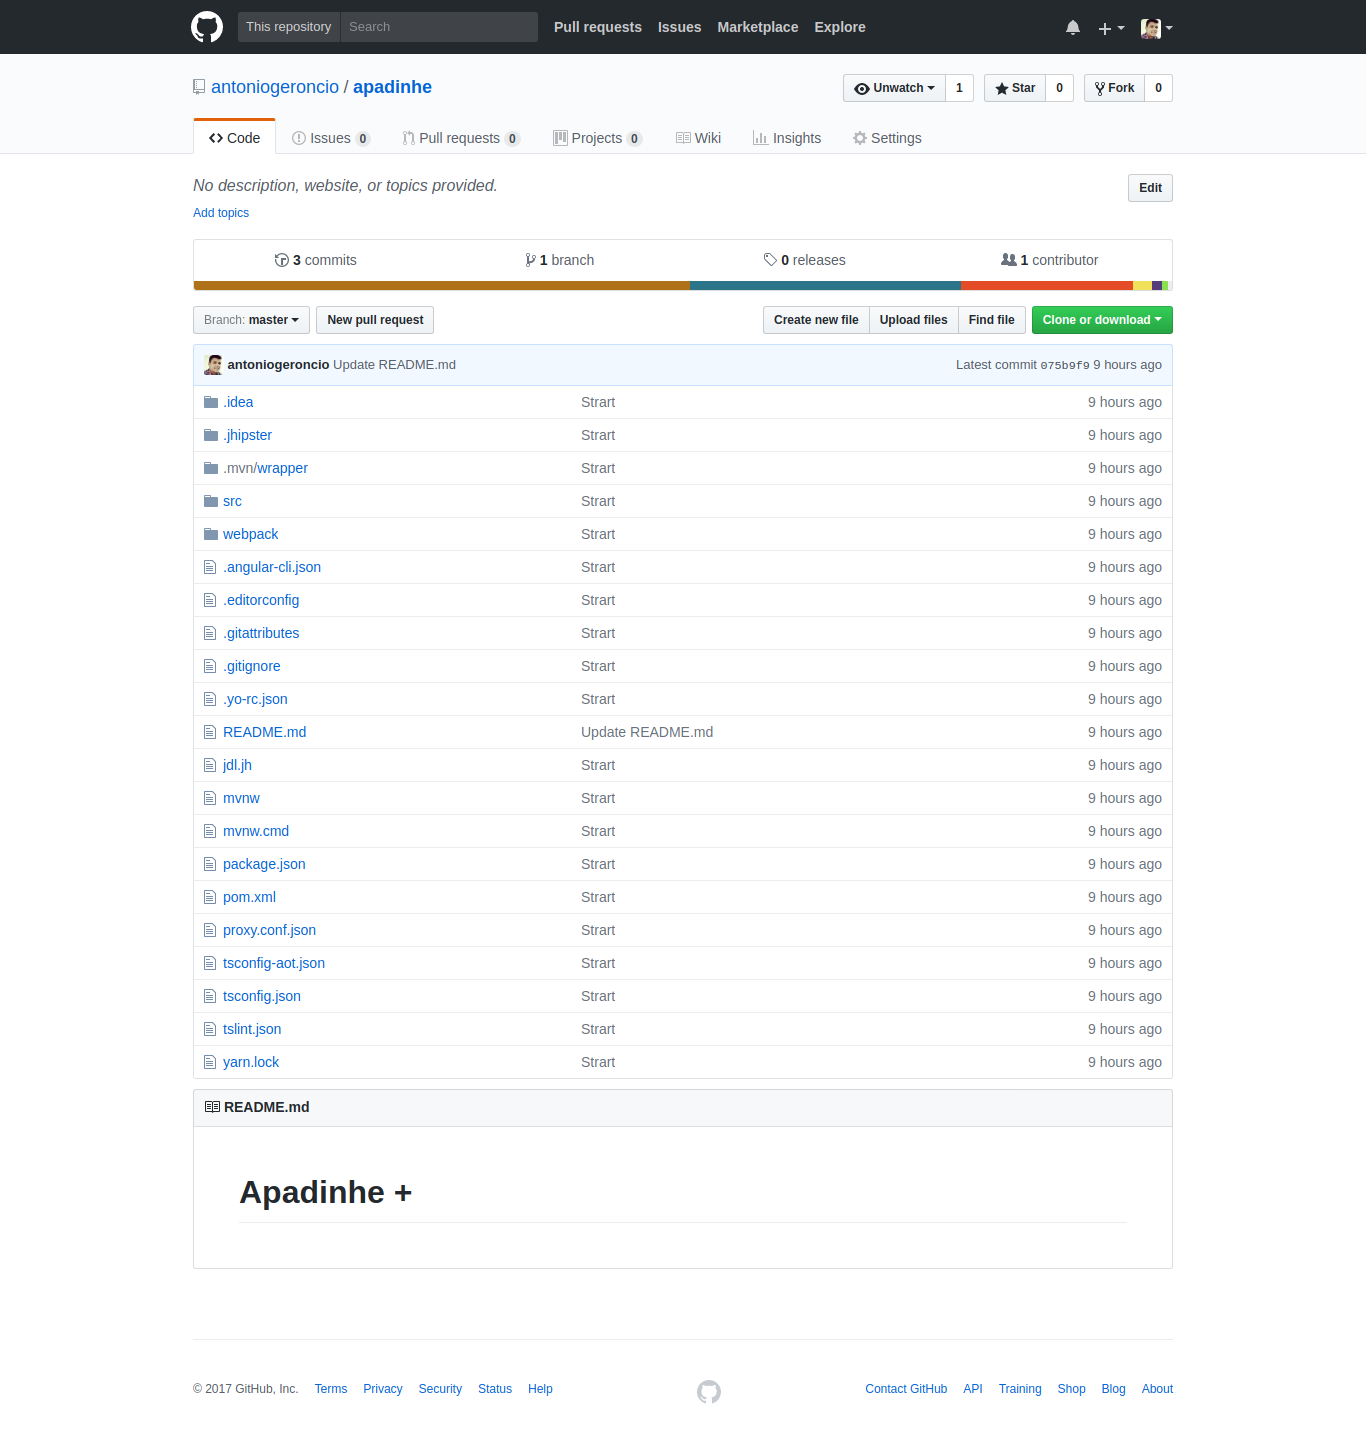 This repository Search Pull requests Issues Marketplace Explore
antoniogeroncio / apadinhe Unwatch 1 Star 0 Fork 0
Code Issues 0 Pull requests 0 Projects 0 Wiki Insights Settings
No description, website, or topics provided. Edit
Add topics
3 commits 1 branch 0 releases 1 contributor
Branch: master New pull request Create new file Upload files Find file Clone or download
antoniogeroncio Update README.md Latest commit 075b9f9 9 hours ago
.idea Strart 9 hours ago
.jhipster Strart 9 hours ago
.mvn/wrapper Strart 9 hours ago
src Strart 9 hours ago
webpack Strart 9 hours ago
.angular-cli.json Strart 9 hours ago
.editorconfig Strart 9 hours ago
.gitattributes Strart 9 hours ago
.gitignore Strart 9 hours ago
.yo-rc.json Strart 9 hours ago
README.md Update README.md 9 hours ago
jdl.jh Strart 9 hours ago
mvnw Strart 9 hours ago
mvnw.cmd Strart 9 hours ago
package.json Strart 9 hours ago
pom.xml Strart 9 hours ago
proxy.conf.json Strart 9 hours ago
tsconfig-aot.json Strart 9 hours ago
tsconfig.json Strart 9 hours ago
tslint.json Strart 9 hours ago
yarn.lock Strart 9 hours ago
README.md
Apadinhe +
© 2017 GitHub, Inc. Terms Privacy Security Status Help Contact GitHub API Training Shop Blog About